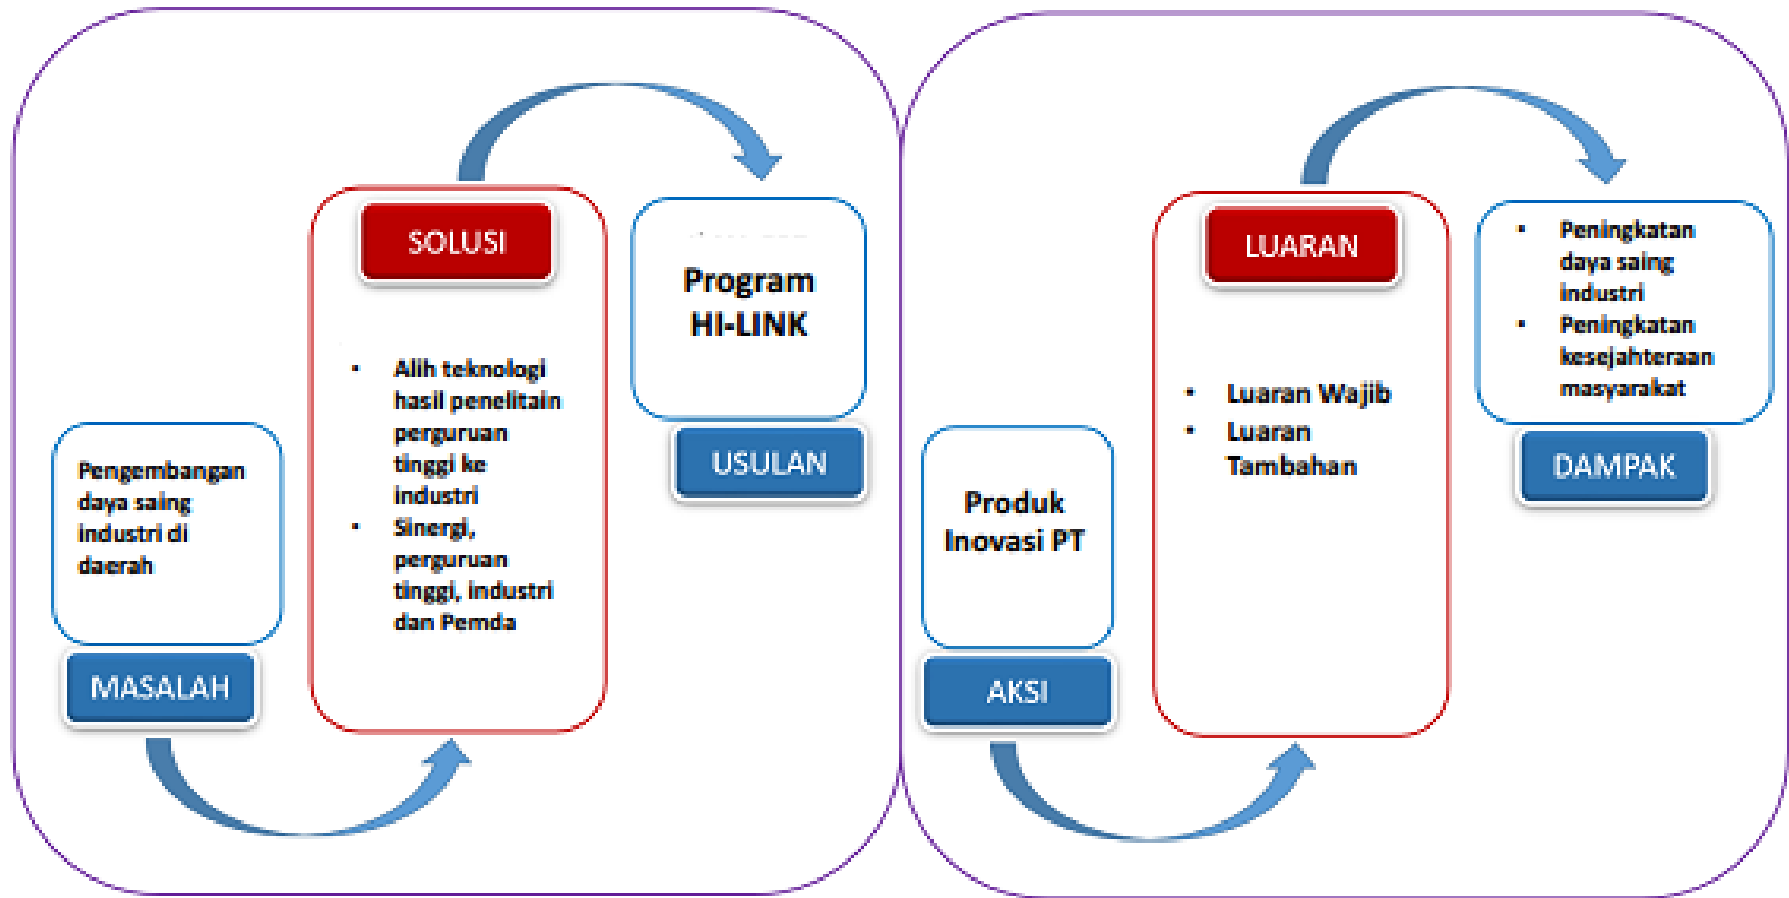 SOLUSI
• Alih teknologi
hasil penelitain
perguruan
tinggi ke
industri
• Sinergi,
perguruan
tinggi, industri
dan Pemda
Program
HI-LINK
USULAN
Pengembangan
daya saing
industri di
daerah
MASALAH
LUARAN
• Luaran Wajib
• Luaran
Tambahan
• Peningkatan
daya saing
industri
• Peningkatan
kesejahteraan
masyarakat
DAMPAK
Produk
Inovasi PT
AKSI